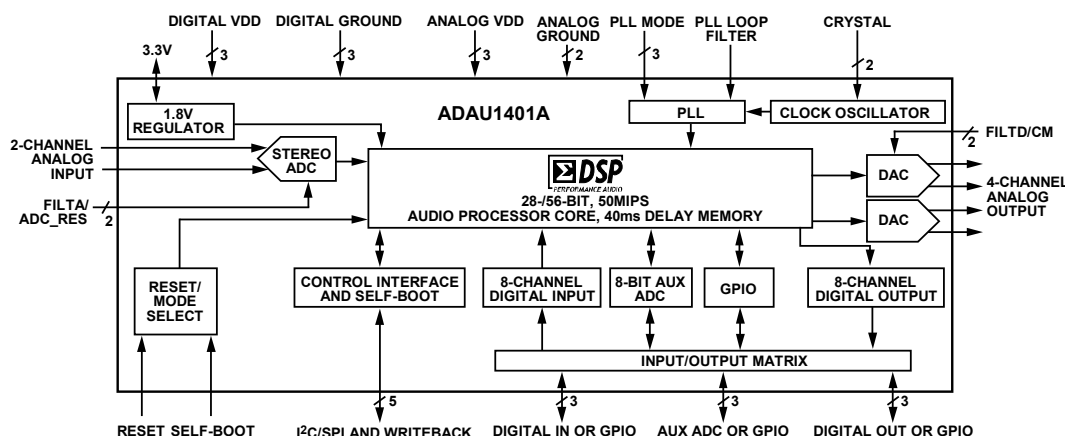 DIGITAL VDD
DIGITAL GROUND
ANALOG VDD
ANALOG
GROUND
PLL MODE
PLL LOOP
FILTER
CRYSTAL
3.3V
3
3
3
2
3
2
1.8V
REGULATOR
ADAU1401A
PLL
CLOCK OSCILLATOR
2-CHANNEL
ANALOG
INPUT
STEREO
ADC
FILTD/CM
2
DAC
Σ DSP
PERFORMANCE AUDIO
28-/56-BIT, 50MIPS
AUDIO PROCESSOR CORE, 40ms DELAY MEMORY
4-CHANNEL
ANALOG
OUTPUT
DAC
FILTA/
ADC_RES
2
RESET/
MODE
SELECT
CONTROL INTERFACE
AND SELF-BOOT
8-CHANNEL
DIGITAL INPUT
8-BIT AUX
ADC
GPIO
8-CHANNEL
DIGITAL OUTPUT
INPUT/OUTPUT MATRIX
5
3
3
3
RESET
SELF-BOOT
I²C/SPI AND WRITEBACK
DIGITAL IN OR GPIO
AUX ADC OR GPIO
DIGITAL OUT OR GPIO